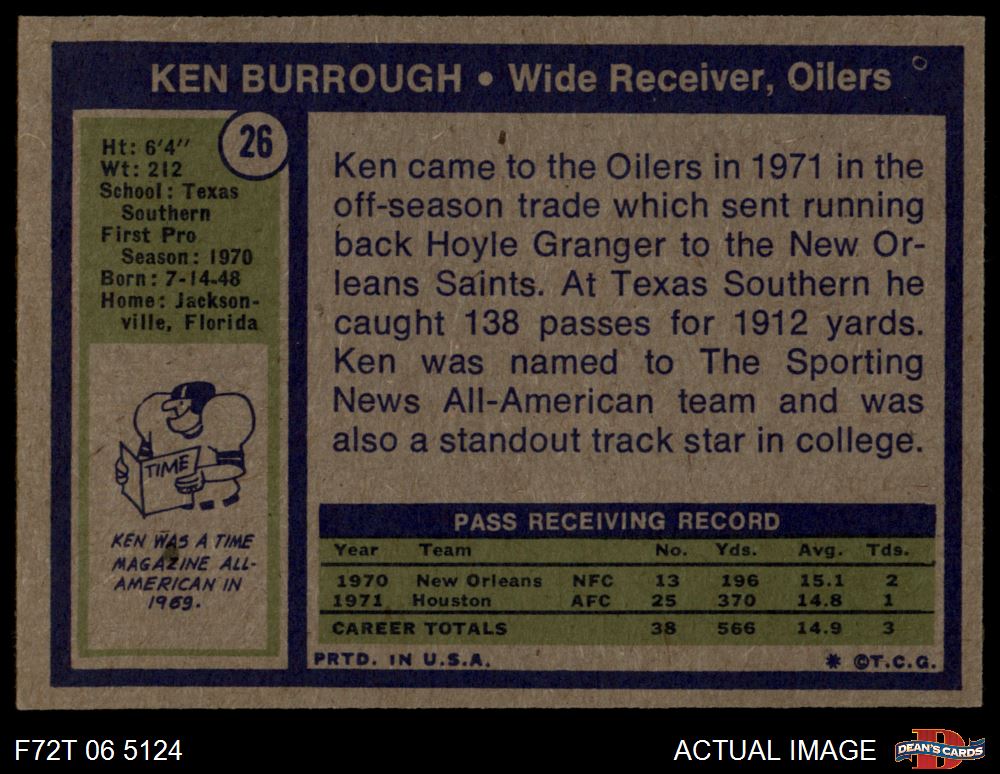 KEN BURROUGH • Wide Receiver, Oilers
26
Ht: 6'4"
Wt: 212
School: Texas
Southern
First Pro
Season: 1970
Born: 7-14-48
Home: Jackson-
ville, Florida
TIME
KEN WAS A TIME
MAGAZINE ALL-
AMERICAN IN
1969.
Ken came to the Oilers in 1971 in the
off-season trade which sent running
back Hoyle Granger to the New Or-
leans Saints. At Texas Southern he
caught 138 passes for 1912 yards.
Ken was named to The Sporting
News All-American team and was
also a standout track star in college.
PASS RECEIVING RECORD
Year Team No. Yds. Avg. Tds.
1970 New Orleans NFC 13 196 15.1 2
1971 Houston AFC 25 370 14.8 1
CAREER TOTALS 38 566 14.9 3
PRTD. IN U.S.A. * ©T.C.G.
F72T 06 5124 ACTUAL IMAGE D DEAN'S CARDS